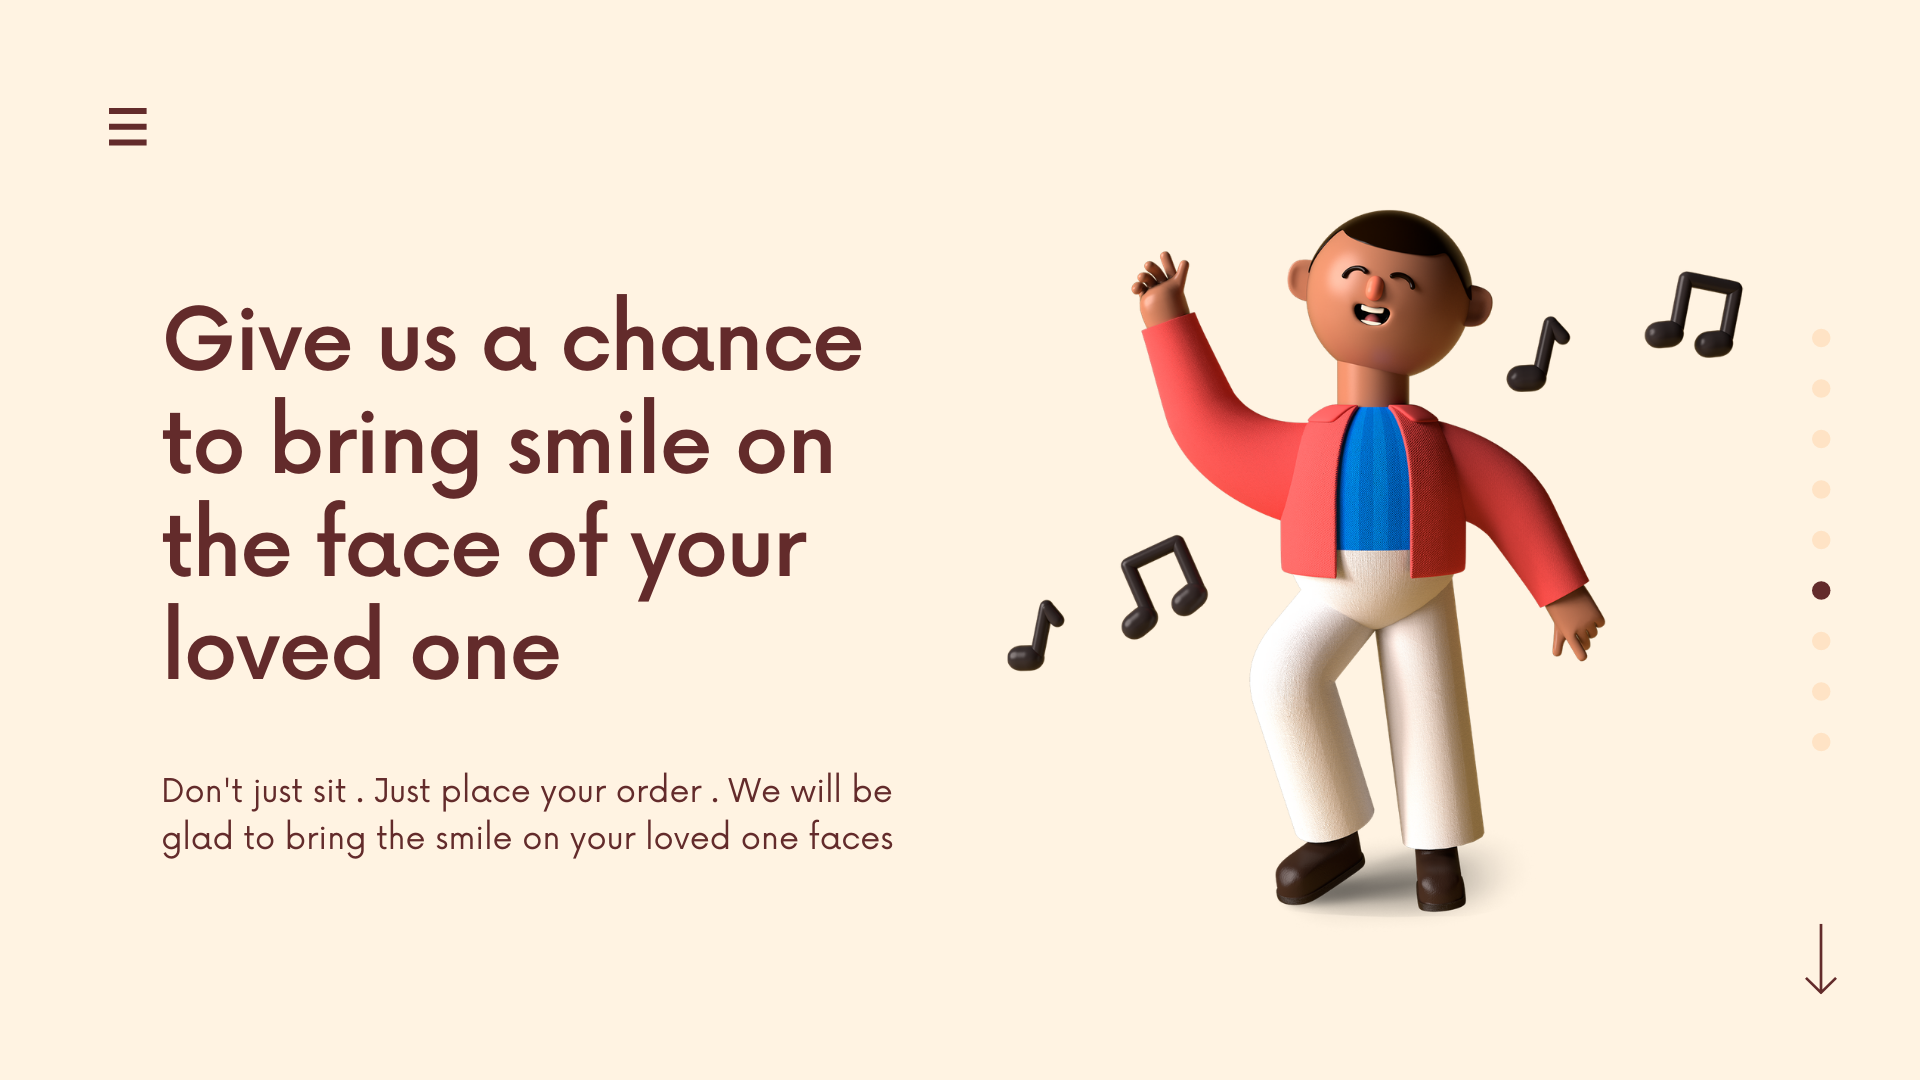 Give us a chance
to bring smile on
the face of your
loved one
Don't just sit . Just place your order . We will be
glad to bring the smile on your loved one faces